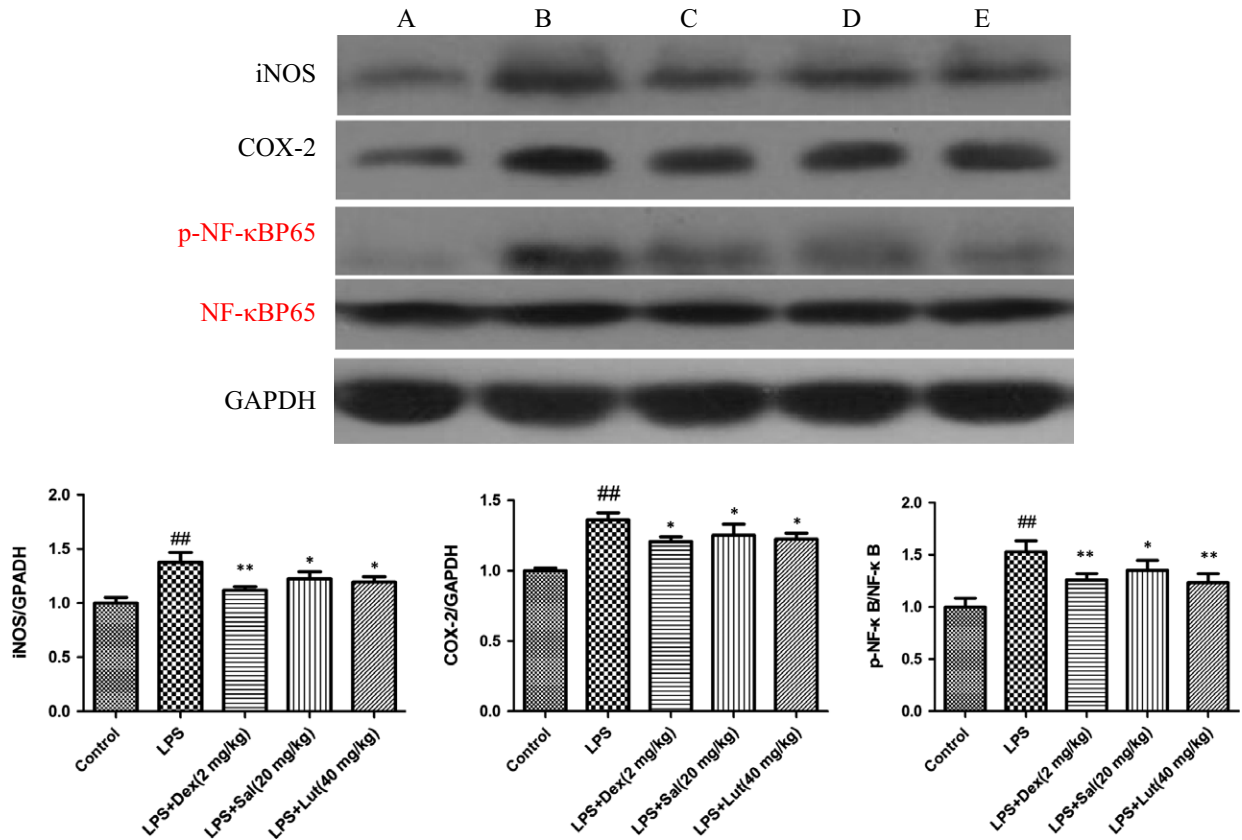 A B C D E
iNOS
COX-2
p-NF-κBP65
NF-κBP65
GAPDH
iNOS/GPADH
2.0
1.5
1.0
0.5
0.0
##
**
*
*
Control
LPS
LPS+Dex(2 mg/kg)
LPS+Sal(20 mg/kg)
LPS+Lut(40 mg/kg)
COX-2/GAPDH
1.5
1.0
0.5
0.0
##
*
*
*
Control
LPS
LPS+Dex(2 mg/kg)
LPS+Sal(20 mg/kg)
LPS+Lut(40 mg/kg)
p-NF-κ B/NF-κ B
2.0
1.5
1.0
0.5
0.0
##
**
*
**
Control
LPS
LPS+Dex(2 mg/kg)
LPS+Sal(20 mg/kg)
LPS+Lut(40 mg/kg)